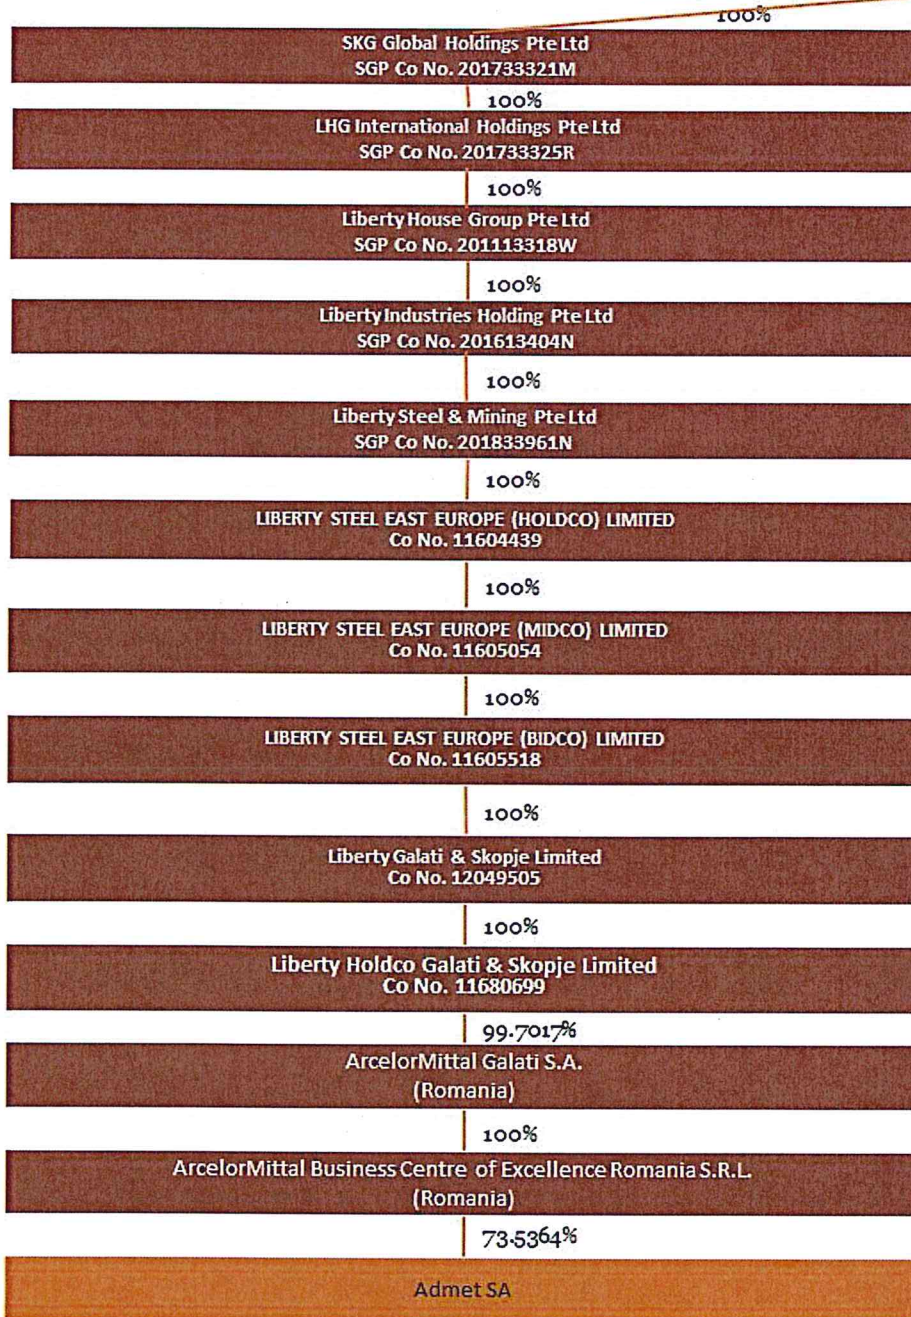 100%
SKG Global Holdings Pte Ltd
SGP Co No. 201733321M
100%
LHG International Holdings Pte Ltd
SGP Co No. 201733325R
100%
Liberty House Group Pte Ltd
SGP Co No. 201113318W
100%
Liberty Industries Holding Pte Ltd
SGP Co No. 201613404N
100%
Liberty Steel & Mining Pte Ltd
SGP Co No. 201833961N
100%
LIBERTY STEEL EAST EUROPE (HOLDCO) LIMITED
Co No. 11604439
100%
LIBERTY STEEL EAST EUROPE (MIDCO) LIMITED
Co No. 11605054
100%
LIBERTY STEEL EAST EUROPE (BIDCO) LIMITED
Co No. 11605518
100%
Liberty Galati & Skopje Limited
Co No. 12049505
100%
Liberty Holdco Galati & Skopje Limited
Co No. 11680699
99.7017%
ArcelorMittal Galati S.A.
(Romania)
100%
ArcelorMittal Business Centre of Excellence Romania S.R.L.
(Romania)
73.5364%
Admet SA